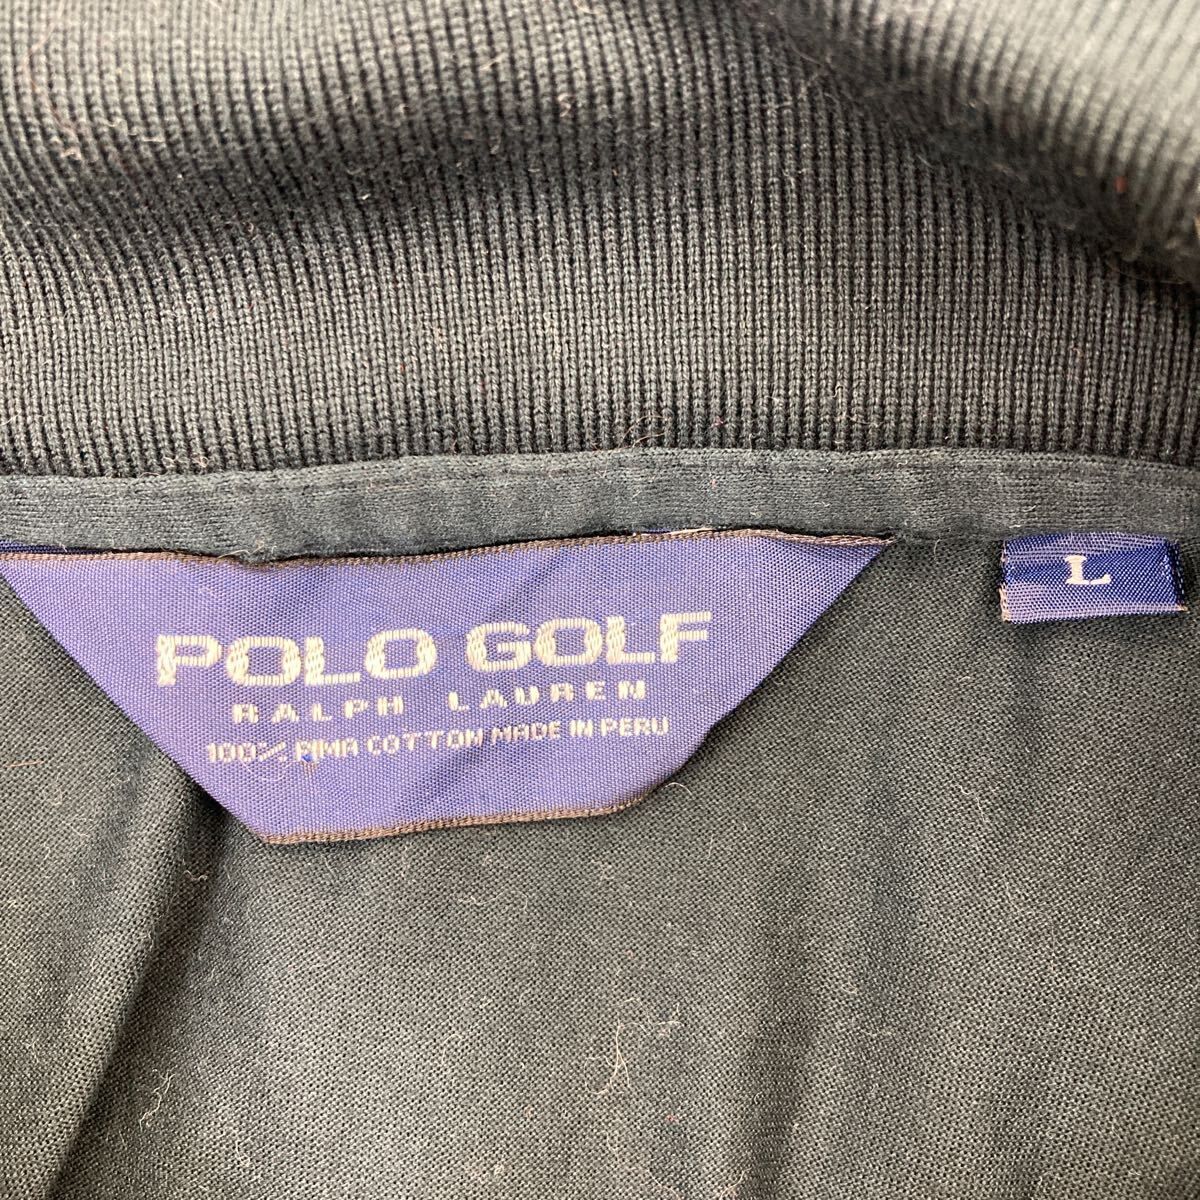 POLO GOLF
RALPH LAUREN
100% PIMA COTTON MADE IN PERU
L